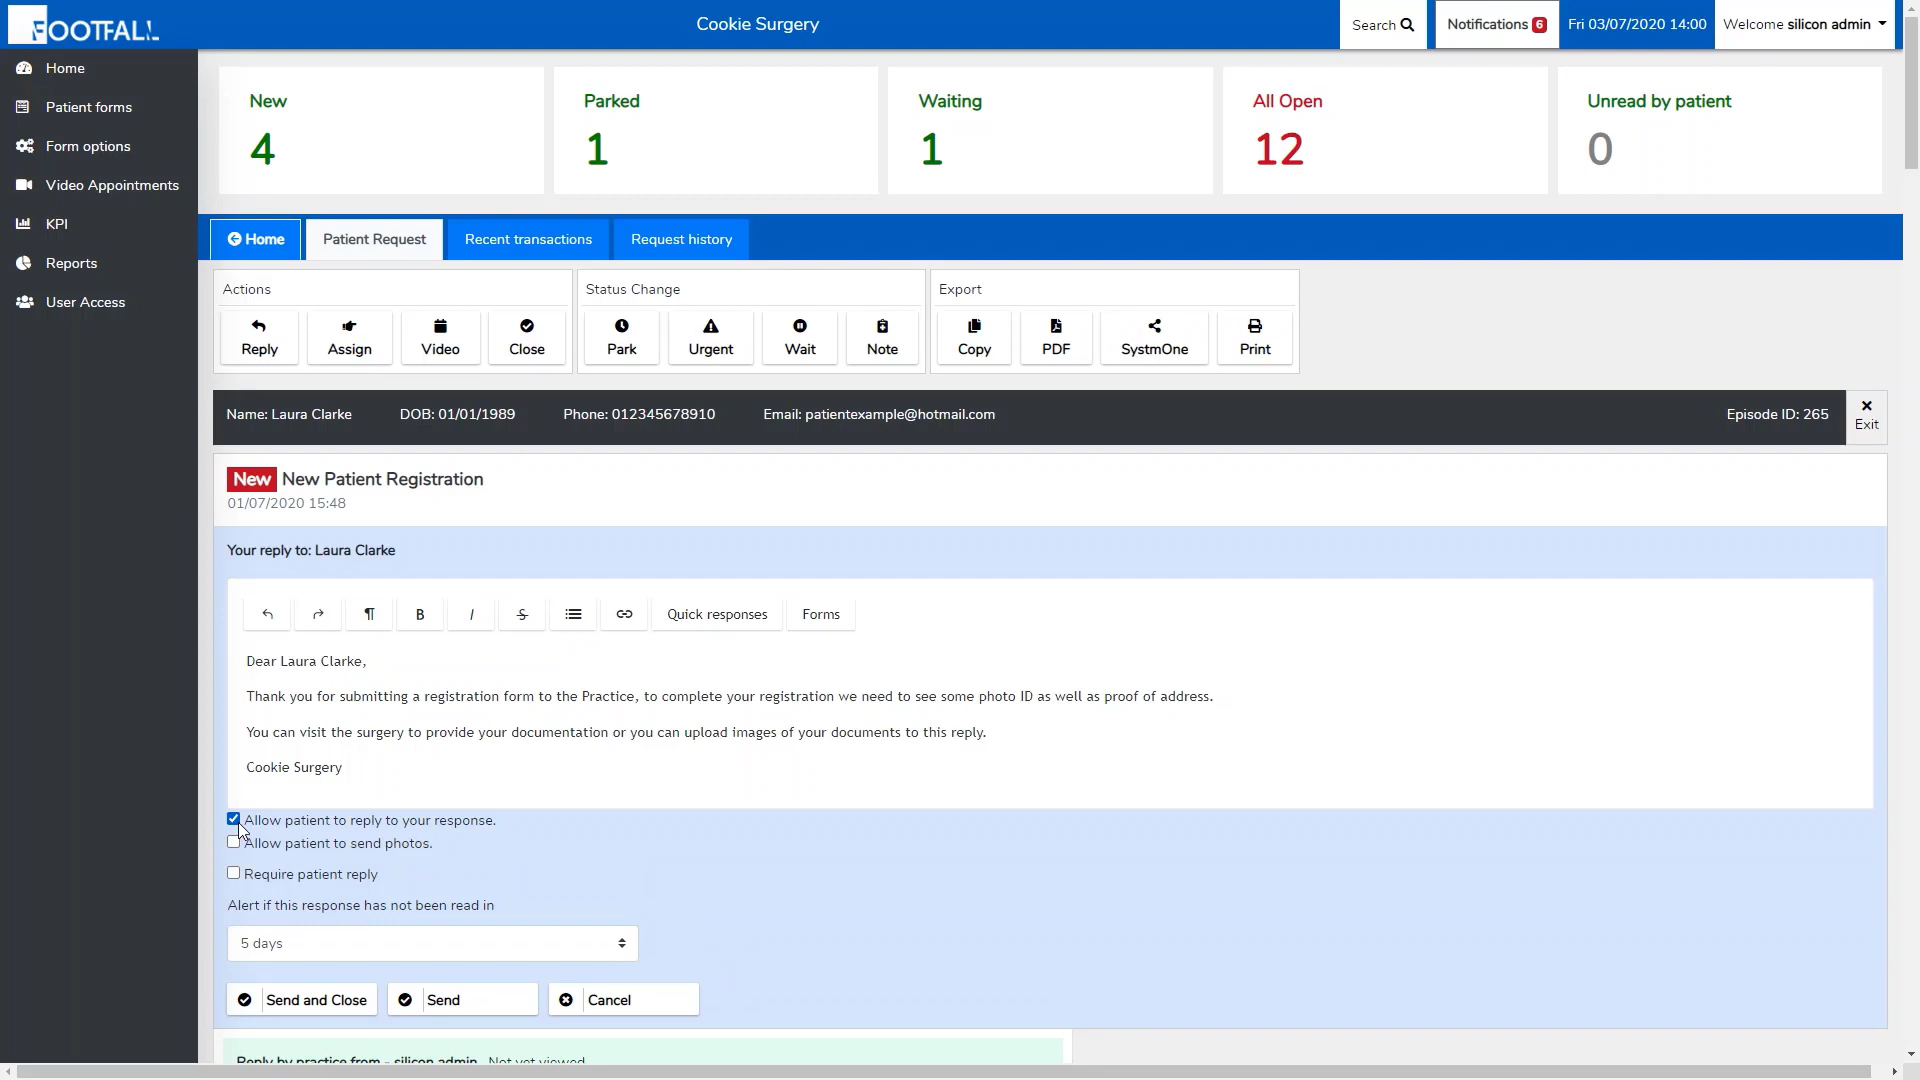 FOOTFALL
Cookie Surgery
Search
Notifications 6
Fri 03/07/2020 14:00
Welcome silicon admin
Home
Patient forms
Form options
Video Appointments
KPI
Reports
User Access
New
4
Parked
1
Waiting
1
All Open
12
Unread by patient
0
Home
Patient Request
Recent transactions
Request history
Actions
Reply
Assign
Video
Close
Status Change
Park
Urgent
Wait
Note
Export
Copy
PDF
SystmOne
Print
Name: Laura Clarke
DOB: 01/01/1989
Phone: 012345678910
Email: patientexample@hotmail.com
Episode ID: 265
Exit
New New Patient Registration
01/07/2020 15:48
Your reply to: Laura Clarke
¶ B I S
Quick responses
Forms
Dear Laura Clarke,
Thank you for submitting a registration form to the Practice, to complete your registration we need to see some photo ID as well as proof of address.
You can visit the surgery to provide your documentation or you can upload images of your documents to this reply.
Cookie Surgery
Allow patient to reply to your response.
Allow patient to send photos.
Require patient reply
Alert if this response has not been read in
5 days
Send and Close
Send
Cancel
Reply by practice from - silicon admin Not yet viewed